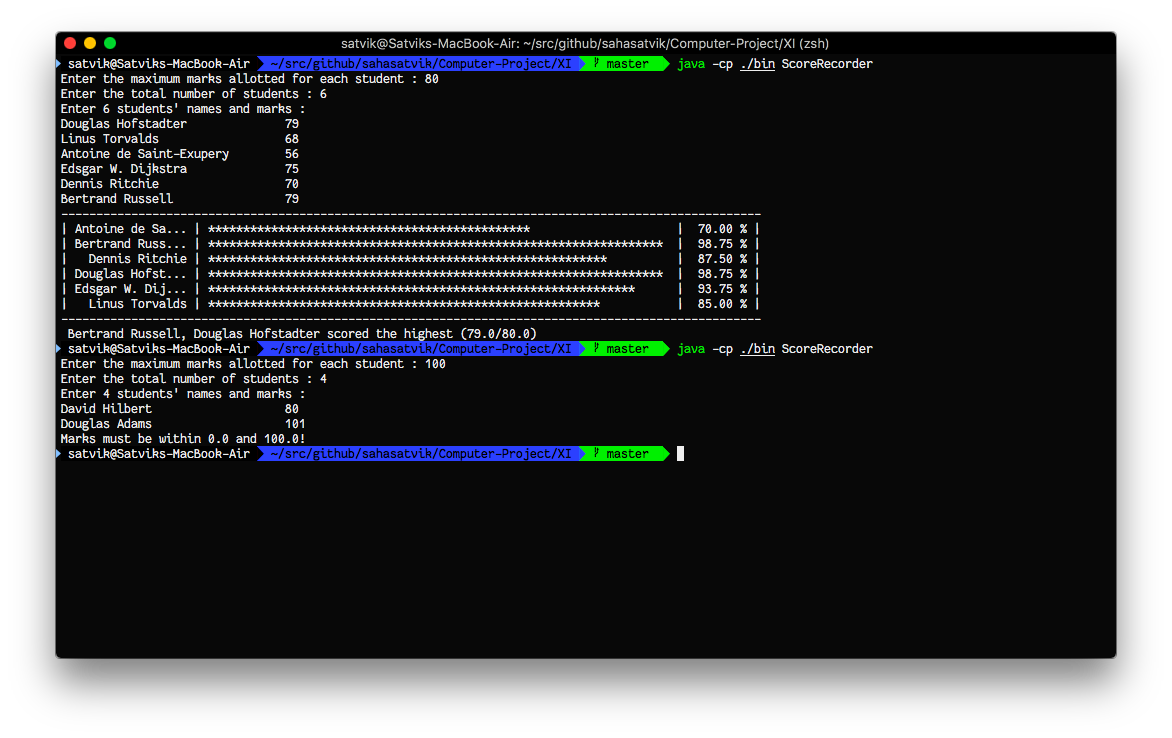 satvik@Satviks-MacBook-Air: ~/src/github/sahasatvik/Computer-Project/XI (zsh)
satvik@Satviks-MacBook-Air ~/src/github/sahasatvik/Computer-Project/XI master java -cp ./bin ScoreRecorder
Enter the maximum marks allotted for each student : 80
Enter the total number of students : 6
Enter 6 students' names and marks :
Douglas Hofstadter              79
Linus Torvalds                  68
Antoine de Saint-Exupery        56
Edsgar W. Dijkstra              75
Dennis Ritchie                  70
Bertrand Russell                79
----------------------------------------------------------------------------------------------------
| Antoine de Sa... | **********************************************                     |  70.00 % |
| Bertrand Russ... | *****************************************************************  |  98.75 % |
|   Dennis Ritchie | *********************************************************          |  87.50 % |
| Douglas Hofst... | *****************************************************************  |  98.75 % |
| Edsgar W. Dij... | *************************************************************      |  93.75 % |
|   Linus Torvalds | ********************************************************           |  85.00 % |
----------------------------------------------------------------------------------------------------
 Bertrand Russell, Douglas Hofstadter scored the highest (79.0/80.0)
satvik@Satviks-MacBook-Air ~/src/github/sahasatvik/Computer-Project/XI master java -cp ./bin ScoreRecorder
Enter the maximum marks allotted for each student : 100
Enter the total number of students : 4
Enter 4 students' names and marks :
David Hilbert                   80
Douglas Adams                   101
Marks must be within 0.0 and 100.0!
satvik@Satviks-MacBook-Air ~/src/github/sahasatvik/Computer-Project/XI master